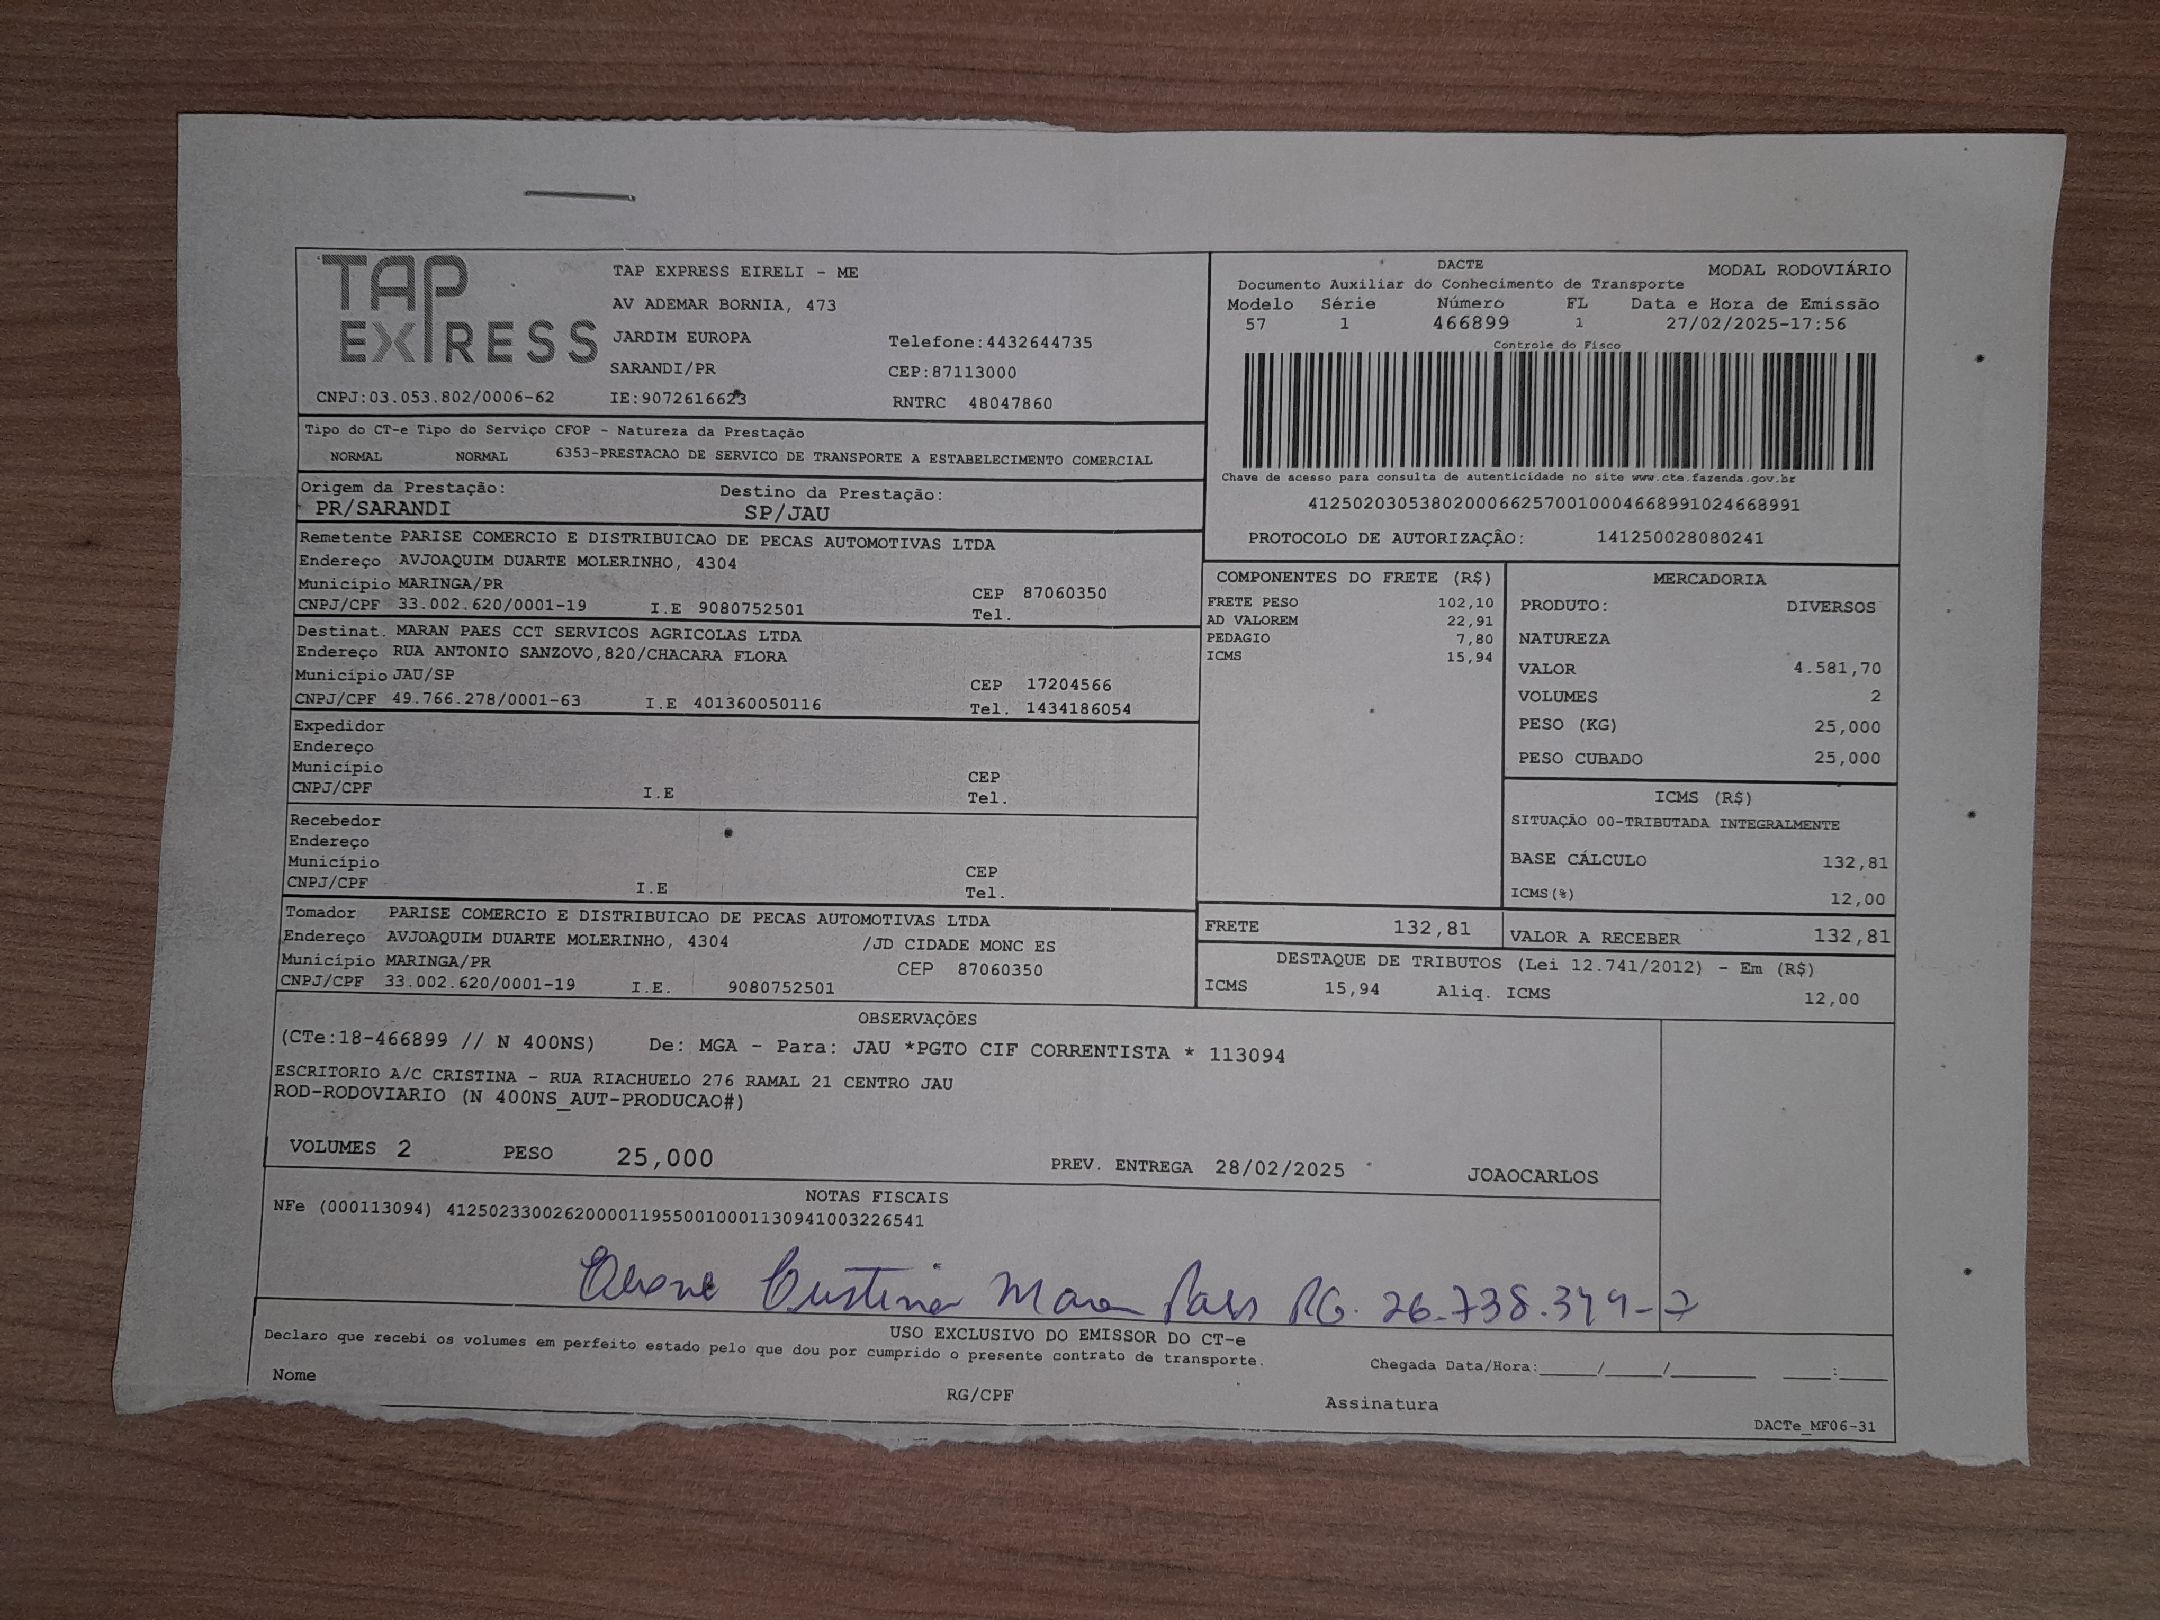 TAP EXPRESS
TAP EXPRESS EIRELI - ME
AV ADEMAR BORNIA, 473
JARDIM EUROPA Telefone:4432644735
SARANDI/PR CEP:87113000
CNPJ:03.053.802/0006-62 IE:9072616623 RNTRC 48047860
DACTE MODAL RODOVIÁRIO
Documento Auxiliar do Conhecimento de Transporte
Modelo Série Número FL Data e Hora de Emissão
57 1 466899 1 27/02/2025-17:56
Controle do Fisco
Chave de acesso para consulta de autenticidade no site www.cte.fazenda.gov.br
41250203053802000662570010004668991024668991
PROTOCOLO DE AUTORIZAÇÃO: 141250028080241
Tipo do CT-e Tipo do Serviço CFOP - Natureza da Prestação
NORMAL NORMAL 6353-PRESTACAO DE SERVICO DE TRANSPORTE A ESTABELECIMENTO COMERCIAL
Origem da Prestação: Destino da Prestação:
PR/SARANDI SP/JAU
Remetente PARISE COMERCIO E DISTRIBUICAO DE PECAS AUTOMOTIVAS LTDA
Endereço AVJOAQUIM DUARTE MOLERINHO, 4304
Município MARINGA/PR CEP 87060350
CNPJ/CPF 33.002.620/0001-19 I.E 9080752501 Tel.
Destinat. MARAN PAES CCT SERVICOS AGRICOLAS LTDA
Endereço RUA ANTONIO SANZOVO,820/CHACARA FLORA
Município JAU/SP CEP 17204566
CNPJ/CPF 49.766.278/0001-63 I.E 401360050116 Tel. 1434186054
Expedidor
Endereço
Município CEP
CNPJ/CPF I.E Tel.
Recebedor
Endereço
Município CEP
CNPJ/CPF I.E Tel.
Tomador PARISE COMERCIO E DISTRIBUICAO DE PECAS AUTOMOTIVAS LTDA
Endereço AVJOAQUIM DUARTE MOLERINHO, 4304 /JD CIDADE MONC ES
Município MARINGA/PR CEP 87060350
CNPJ/CPF 33.002.620/0001-19 I.E. 9080752501
COMPONENTES DO FRETE (R$)
FRETE PESO 102,10
AD VALOREM 22,91
PEDAGIO 7,80
ICMS 15,94
MERCADORIA
PRODUTO: DIVERSOS
NATUREZA
VALOR 4.581,70
VOLUMES 2
PESO (KG) 25,000
PESO CUBADO 25,000
ICMS (R$)
SITUAÇÃO 00-TRIBUTADA INTEGRALMENTE
BASE CÁLCULO 132,81
ICMS(%) 12,00
FRETE 132,81 VALOR A RECEBER 132,81
DESTAQUE DE TRIBUTOS (Lei 12.741/2012) - Em (R$)
ICMS 15,94 Aliq. ICMS 12,00
OBSERVAÇÕES
(CTe:18-466899 // N 400NS) De: MGA - Para: JAU *PGTO CIF CORRENTISTA * 113094
ESCRITORIO A/C CRISTINA - RUA RIACHUELO 276 RAMAL 21 CENTRO JAU
ROD-RODOVIARIO (N 400NS_AUT-PRODUCAO#)
VOLUMES 2 PESO 25,000 PREV. ENTREGA 28/02/2025 JOAOCARLOS
NOTAS FISCAIS
NFe (000113094) 41250233002620000119550010001130941003226541
Cristina Maran Paes RG. 26.738.349-7
USO EXCLUSIVO DO EMISSOR DO CT-e
Declaro que recebi os volumes em perfeito estado pelo que dou por cumprido o presente contrato de transporte. Chegada Data/Hora:_____/_____/_______ ____:____
Nome RG/CPF Assinatura
DACTe_MF06-31